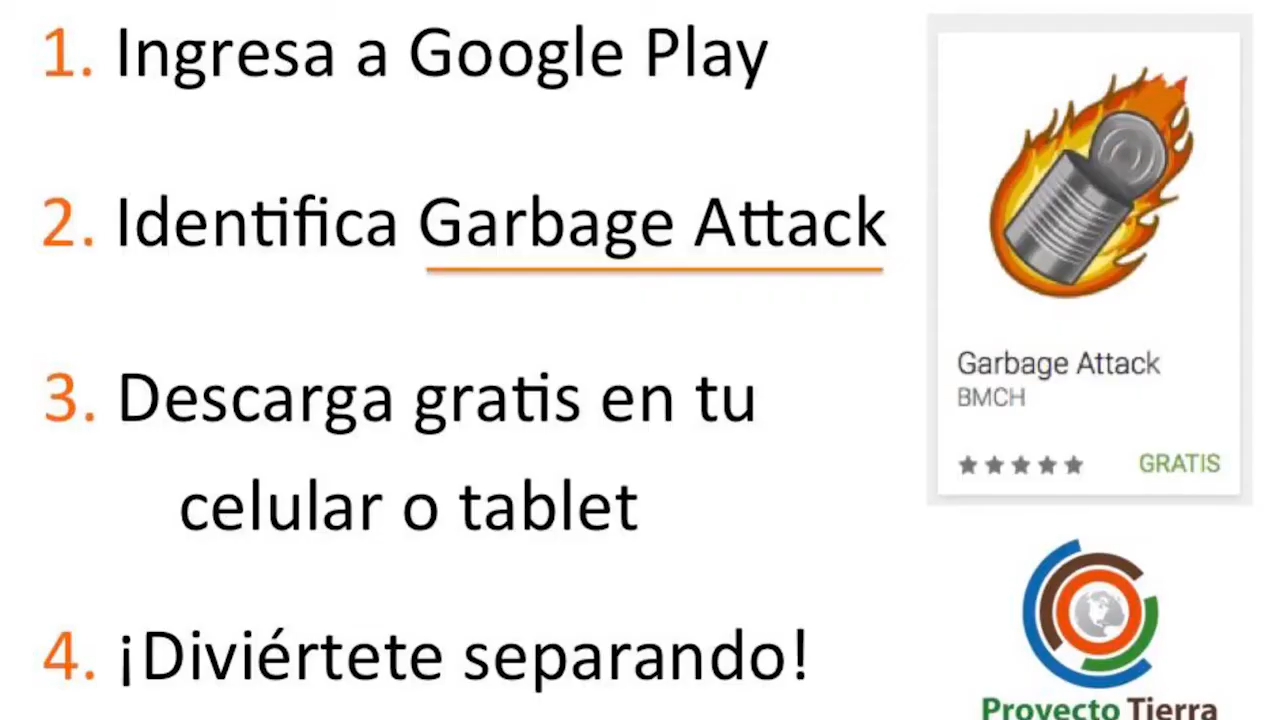 1. Ingresa a Google Play
2. Identifica Garbage Attack
3. Descarga gratis en tu
celular o tablet
4. ¡Diviértete separando!
Garbage Attack
BMCH
GRATIS
Proyecto Tierra